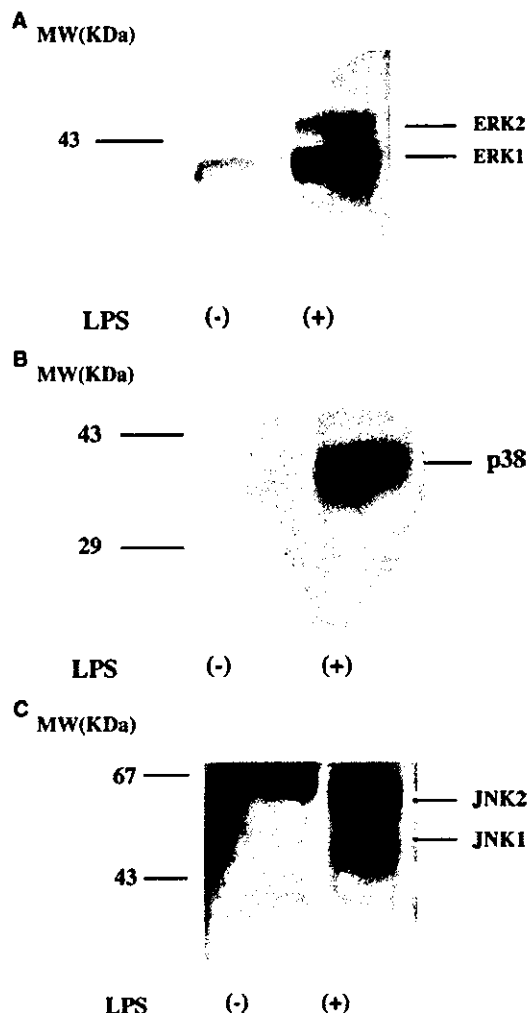 A
MW(KDa)
ERK2
43
ERK1
LPS (-) (+)
B
MW(KDa)
43
p38
29
LPS (-) (+)
C
MW(KDa)
67
JNK2
JNK1
43
LPS (-) (+)